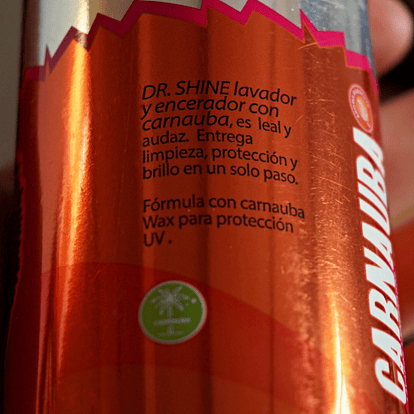 DR. SHINE lavador
y encerador con
carnauba, es leal y
audaz. Entrega
limpieza, protección y
brillo en un solo paso.
Fórmula con carnauba
Wax para protección
UV .
CARNAUBA
CARNAUBA